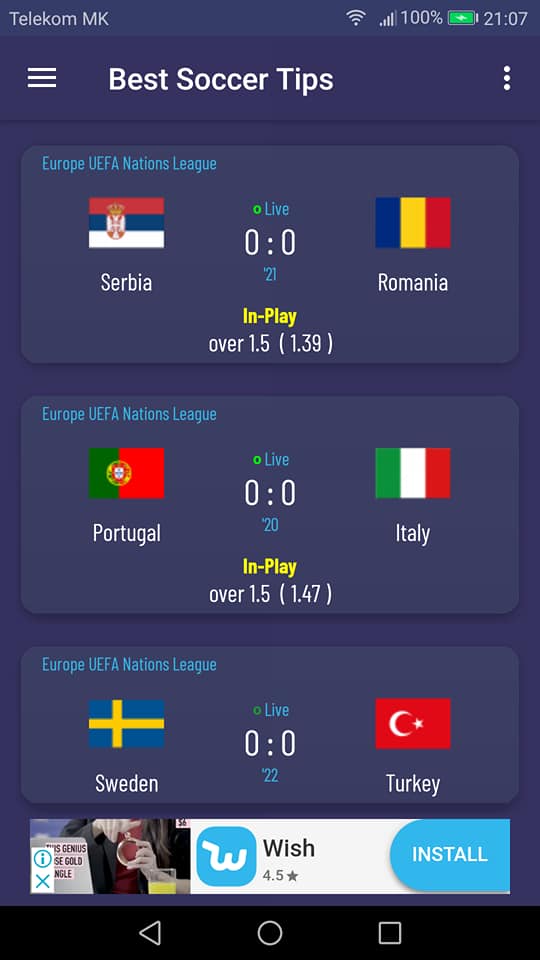 Telekom MK 100% 21:07
Best Soccer Tips
Europe UEFA Nations League
Live
0 : 0
'21
Serbia Romania
In-Play
over 1.5 ( 1.39 )
Europe UEFA Nations League
Live
0 : 0
'20
Portugal Italy
In-Play
over 1.5 ( 1.47 )
Europe UEFA Nations League
Live
0 : 0
'22
Sweden Turkey
$6
THIS GENIUS
OSE GOLD
NGLE
Wish
4.5★
INSTALL